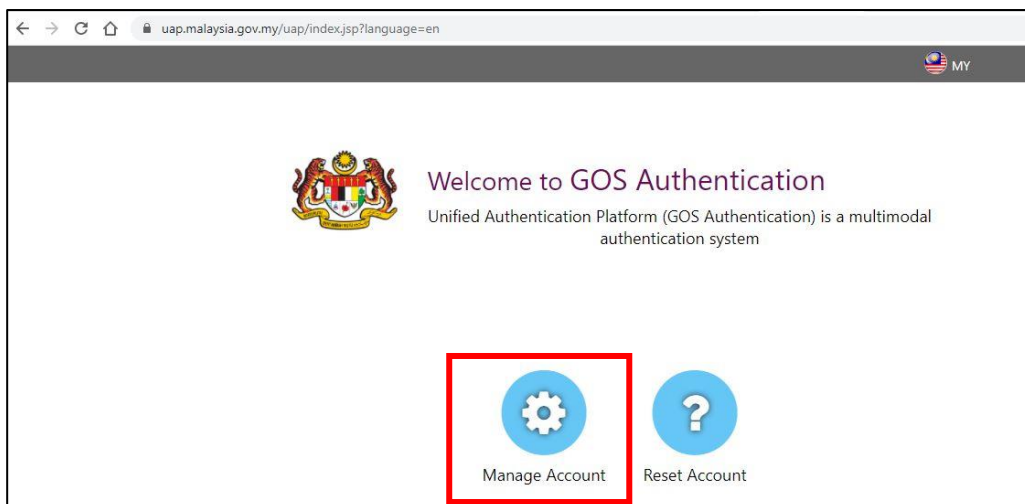 uap.malaysia.gov.my/uap/index.jsp?language=en
MY
Welcome to GOS Authentication
Unified Authentication Platform (GOS Authentication) is a multimodal
authentication system
?
Manage Account
Reset Account